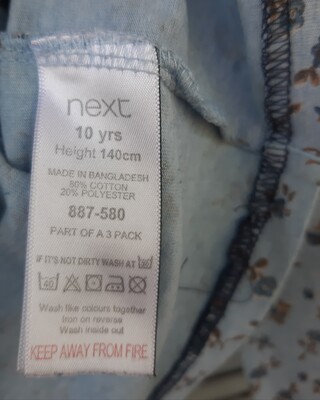 next
10 yrs
Height 140cm
MADE IN BANGLADESH
80% COTTON
20% POLYESTER
887-580
PART OF A 3 PACK
IF IT'S NOT DIRTY WASH AT 30
40
Wash like colours together
Iron on reverse
Wash inside out
KEEP AWAY FROM FIRE